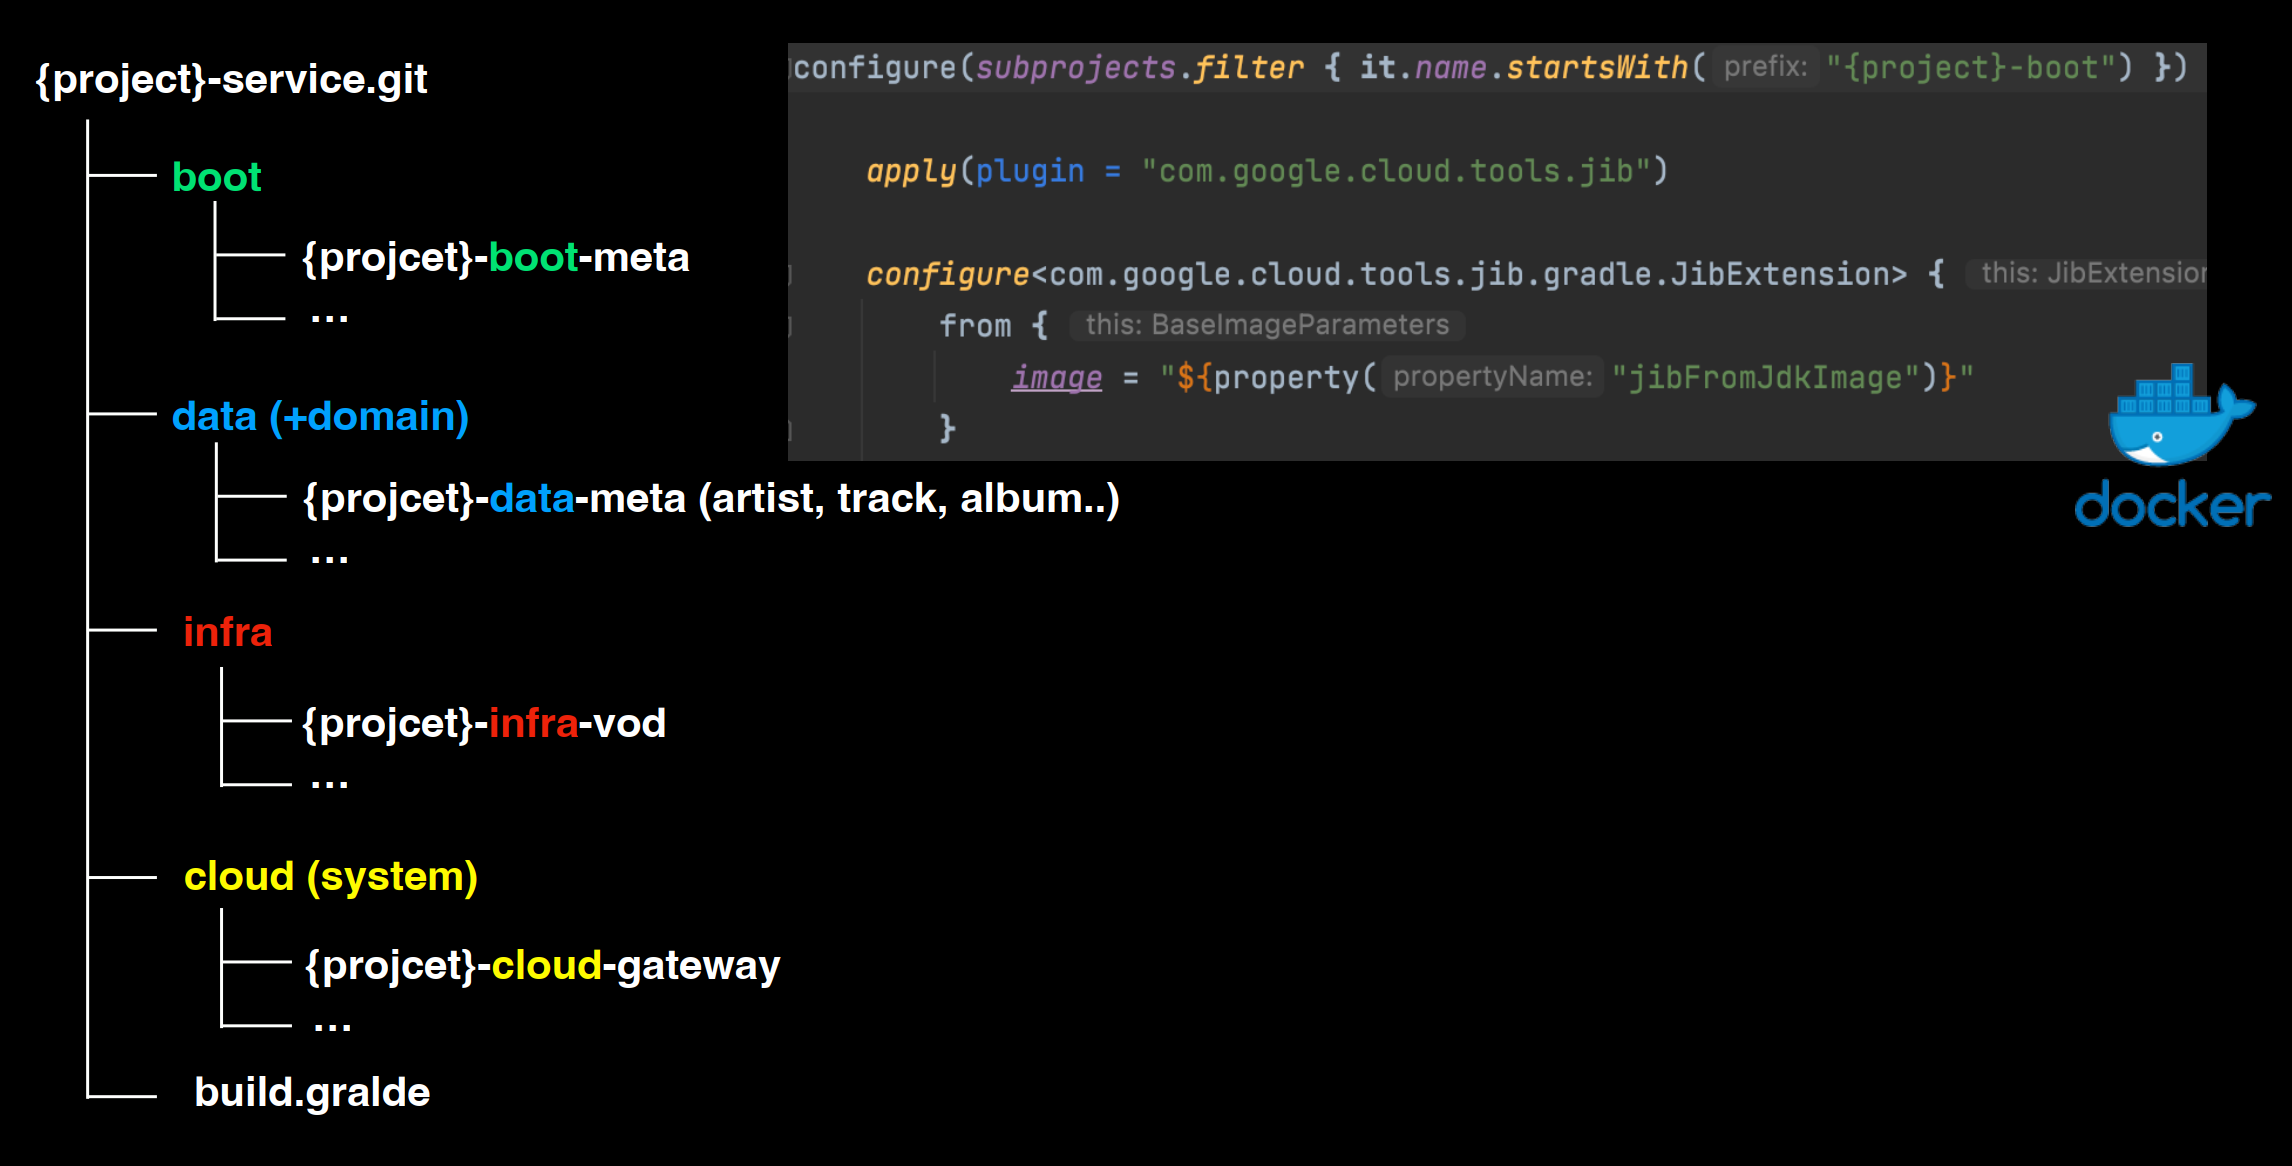 {project}-service.git
boot
{projcet}-boot-meta
...
data (+domain)
{projcet}-data-meta (artist, track, album..)
...
infra
{projcet}-infra-vod
...
cloud (system)
{projcet}-cloud-gateway
...
build.gralde
configure(subprojects.filter { it.name.startsWith( prefix: "{project}-boot") })
apply(plugin = "com.google.cloud.tools.jib")
configure<com.google.cloud.tools.jib.gradle.JibExtension> { this: JibExtension
from { this: BaseImageParameters
image = "${property( propertyName: "jibFromJdkImage")}"
}
docker